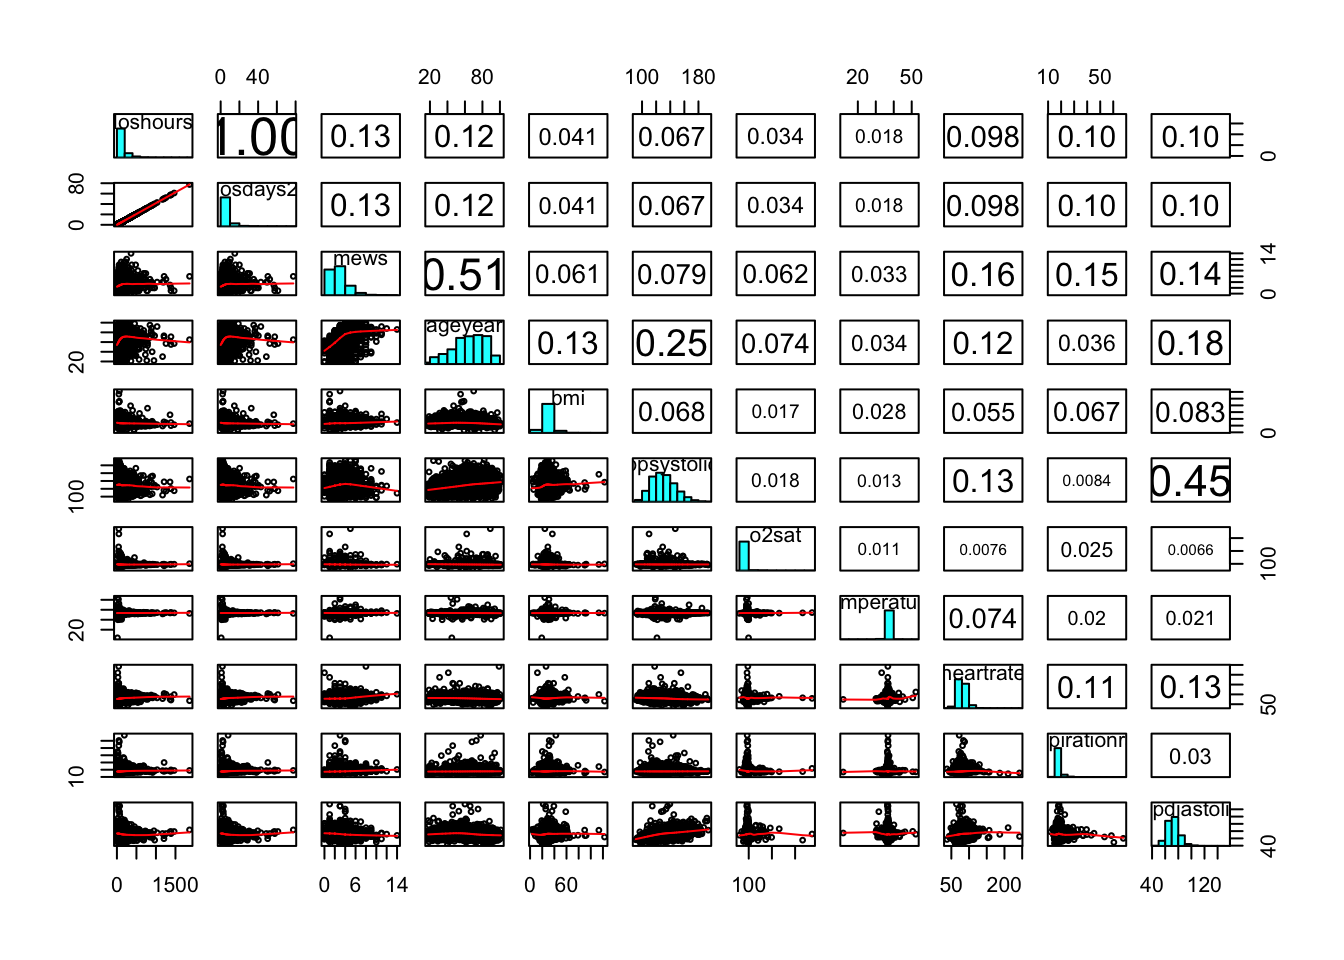 0 40 20 80 100 180 20 50 10 50
loshours 1.00 0.13 0.12 0.041 0.067 0.034 0.018 0.098 0.10 0.10 0
80 0 osdays2 0.13 0.12 0.041 0.067 0.034 0.018 0.098 0.10 0.10
mews 0.51 0.061 0.079 0.062 0.033 0.16 0.15 0.14 14 0
20 ageyear 0.13 0.25 0.074 0.034 0.12 0.036 0.18
bmi 0.068 0.017 0.028 0.055 0.067 0.083 0
100 opsystolic 0.018 0.013 0.13 0.0084 0.45
o2sat 0.011 0.0076 0.025 0.0066 100
20 mperatu 0.074 0.02 0.021
heartrate 0.11 0.13 50
10 pirationr 0.03
pdiastoli 40
0 1500 0 6 14 0 60 100 50 200 40 120